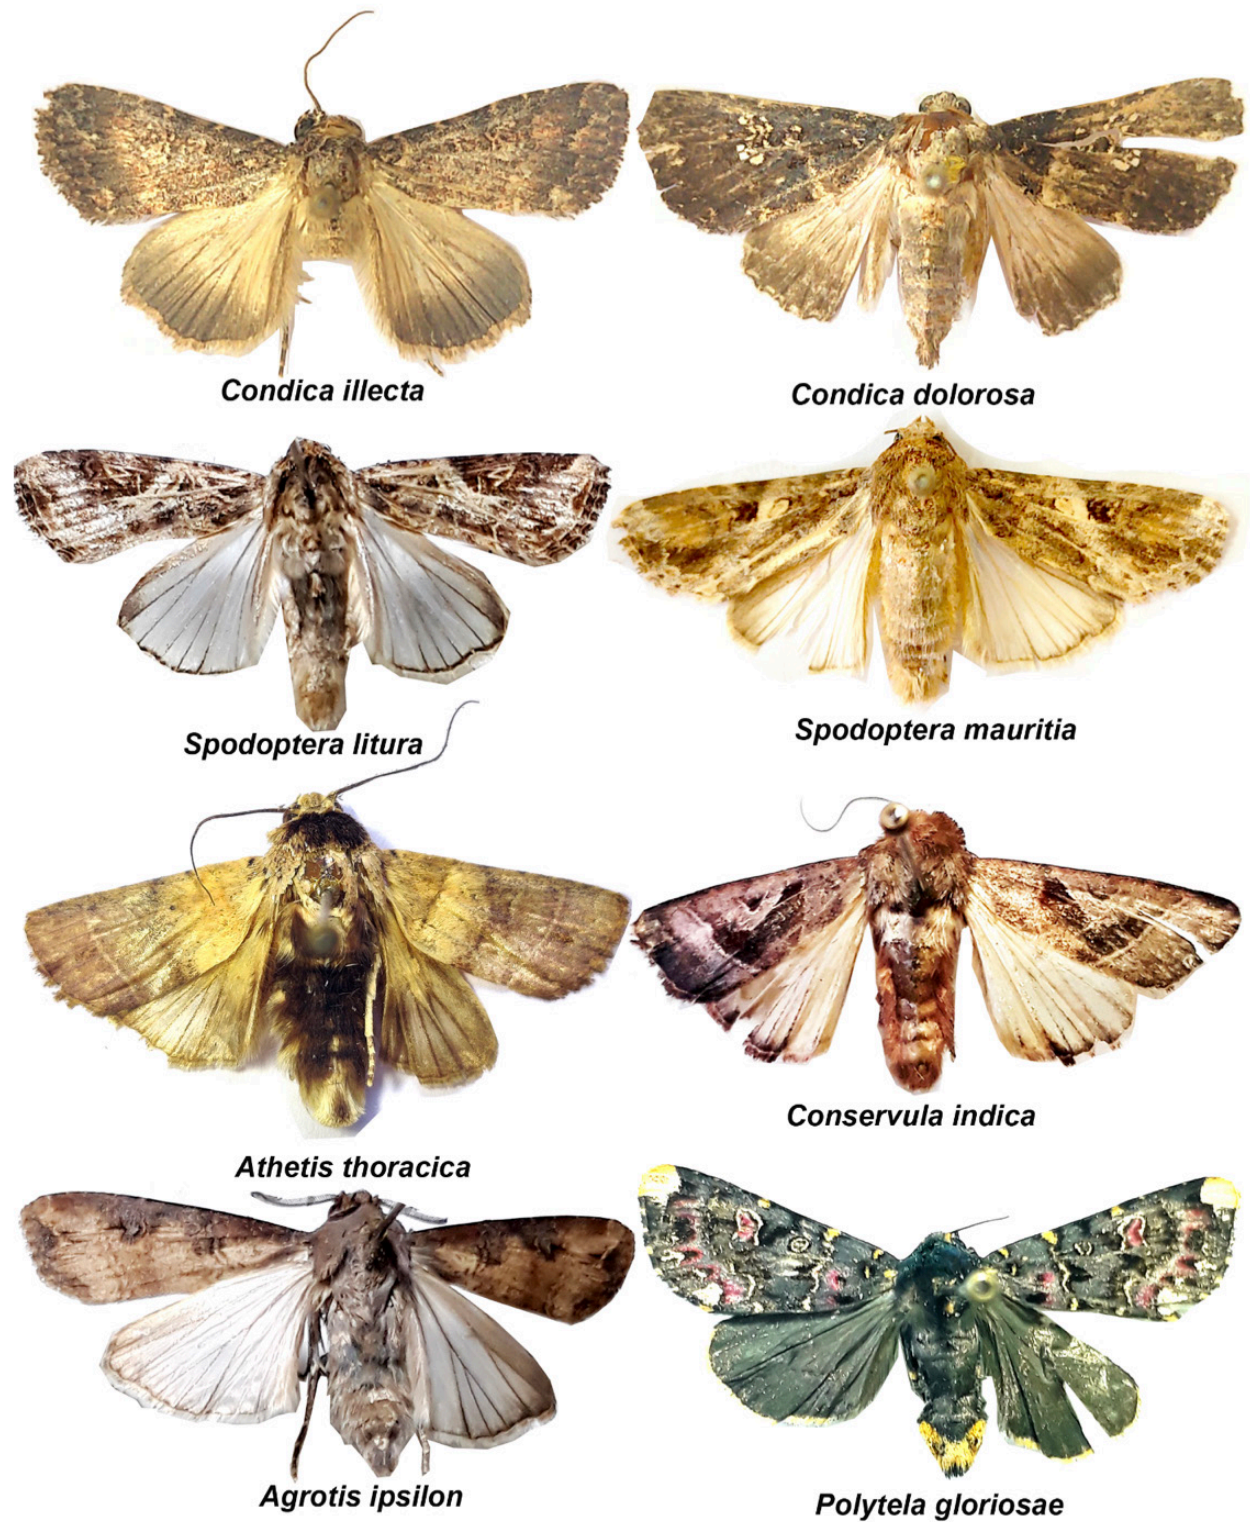 Condica illecta
Condica dolorosa
Spodoptera litura
Spodoptera mauritia
Athetis thoracica
Conservula indica
Agrotis ipsilon
Polytela gloriosae